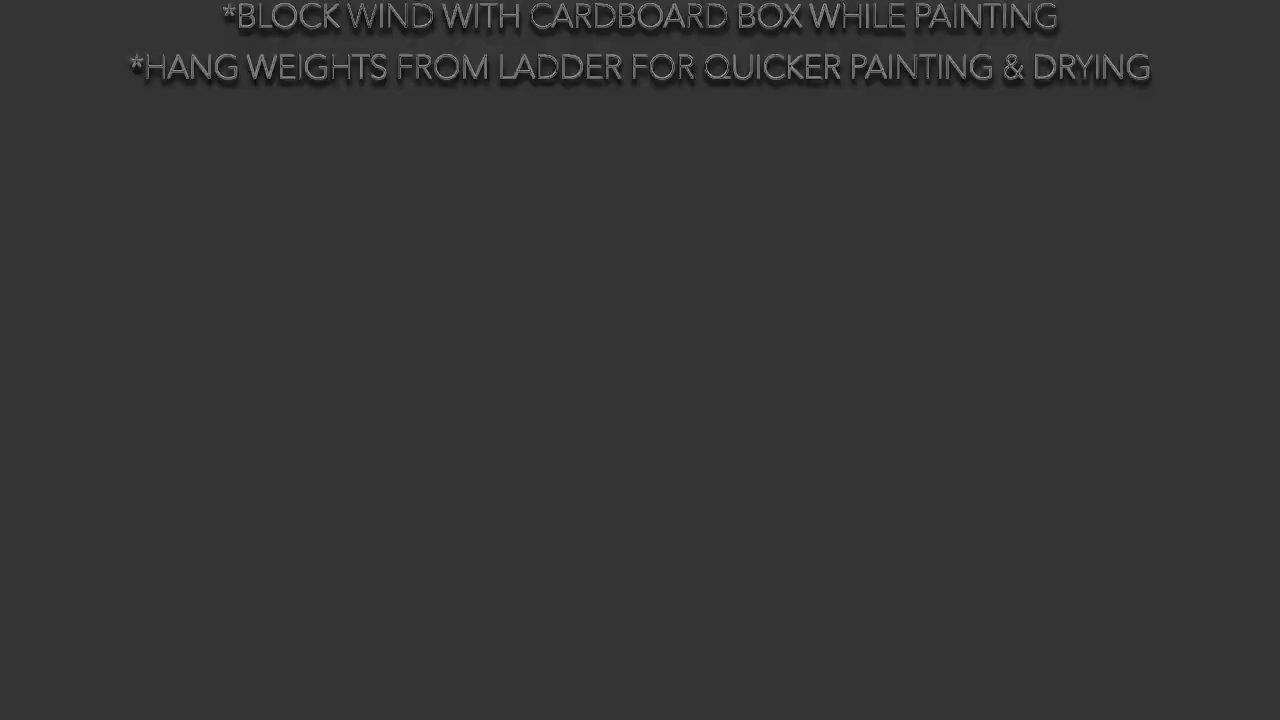 *BLOCK WIND WITH CARDBOARD BOX WHILE PAINTING
*HANG WEIGHTS FROM LADDER FOR QUICKER PAINTING & DRYING